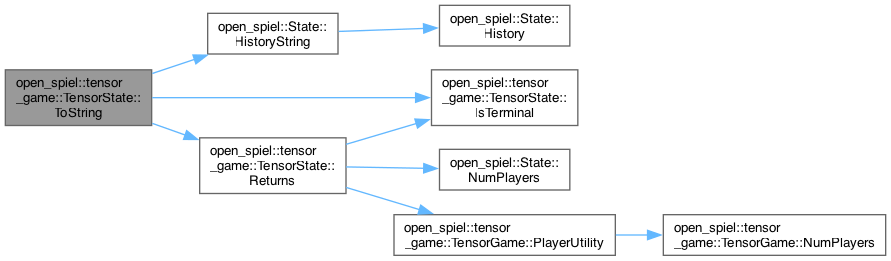 open_spiel::tensor
_game::TensorState::
ToString
open_spiel::State::
HistoryString
open_spiel::State::
History
open_spiel::tensor
_game::TensorState::
IsTerminal
open_spiel::tensor
_game::TensorState::
Returns
open_spiel::State::
NumPlayers
open_spiel::tensor
_game::TensorGame::PlayerUtility
open_spiel::tensor
_game::TensorGame::NumPlayers